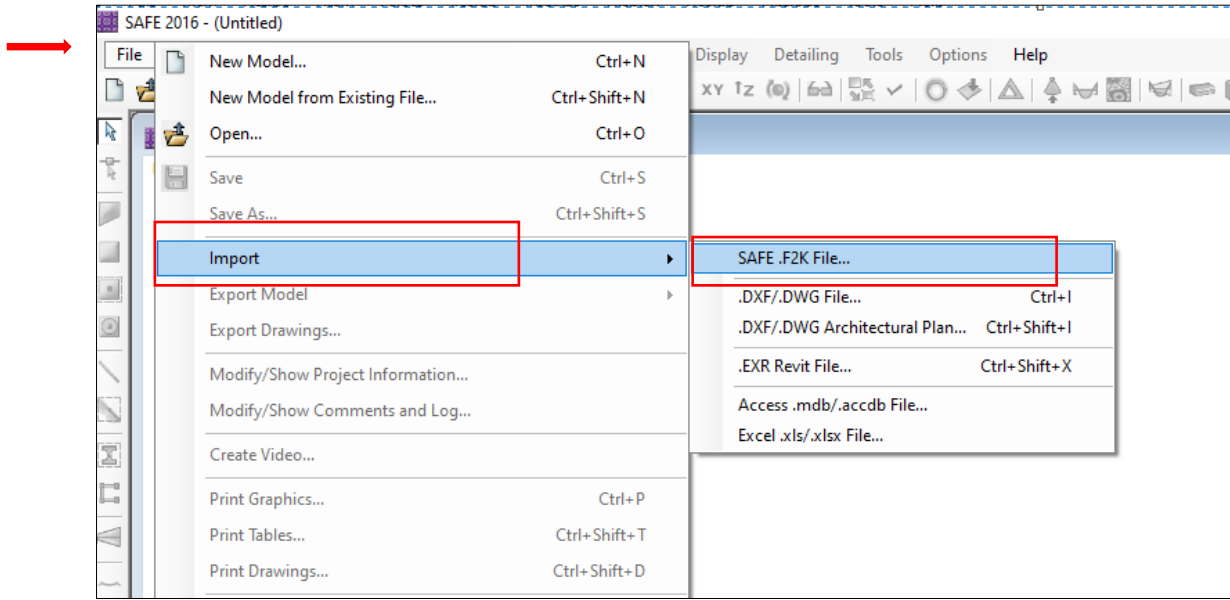 SAFE 2016 - (Untitled)
File Display Detailing Tools Options Help
XY
New Model... Ctrl+N
New Model from Existing File... Ctrl+Shift+N
Open... Ctrl+O
Save Ctrl+S
Save As... Ctrl+Shift+S
Import
Export Model
Export Drawings...
Modify/Show Project Information...
Modify/Show Comments and Log...
Create Video...
Print Graphics... Ctrl+P
Print Tables... Ctrl+Shift+T
Print Drawings... Ctrl+Shift+D
SAFE .F2K File...
.DXF/.DWG File... Ctrl+I
.DXF/.DWG Architectural Plan... Ctrl+Shift+I
.EXR Revit File... Ctrl+Shift+X
Access .mdb/.accdb File...
Excel .xls/.xlsx File...